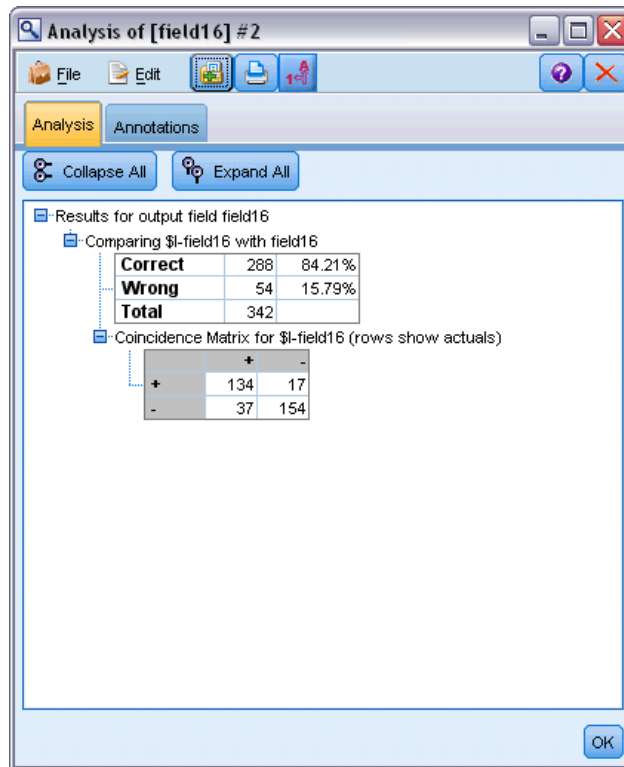 Analysis of [field16] #2
File Edit
Analysis Annotations
Collapse All Expand All
Results for output field field16
Comparing $I-field16 with field16
Correct 288 84.21%
Wrong 54 15.79%
Total 342
Coincidence Matrix for $I-field16 (rows show actuals)
+ -
+ 134 17
- 37 154
OK